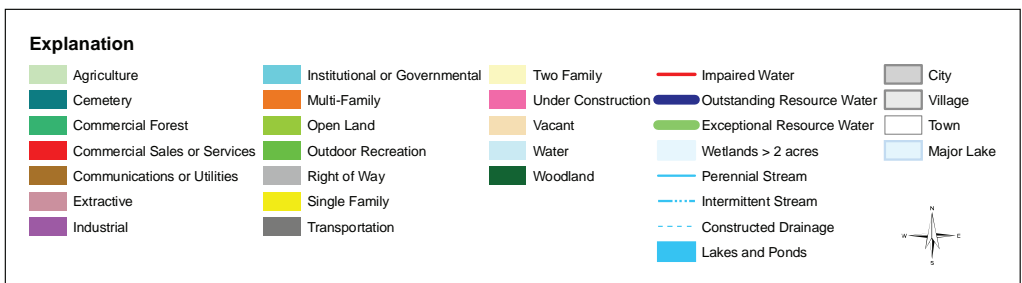 Explanation
Agriculture
Cemetery
Commercial Forest
Commercial Sales or Services
Communications or Utilities
Extractive
Industrial
Institutional or Governmental
Multi-Family
Open Land
Outdoor Recreation
Right of Way
Single Family
Transportation
Two Family
Under Construction
Vacant
Water
Woodland
Impaired Water
Outstanding Resource Water
Exceptional Resource Water
Wetlands > 2 acres
Perennial Stream
Intermittent Stream
Constructed Drainage
Lakes and Ponds
City
Village
Town
Major Lake
N
W E
S